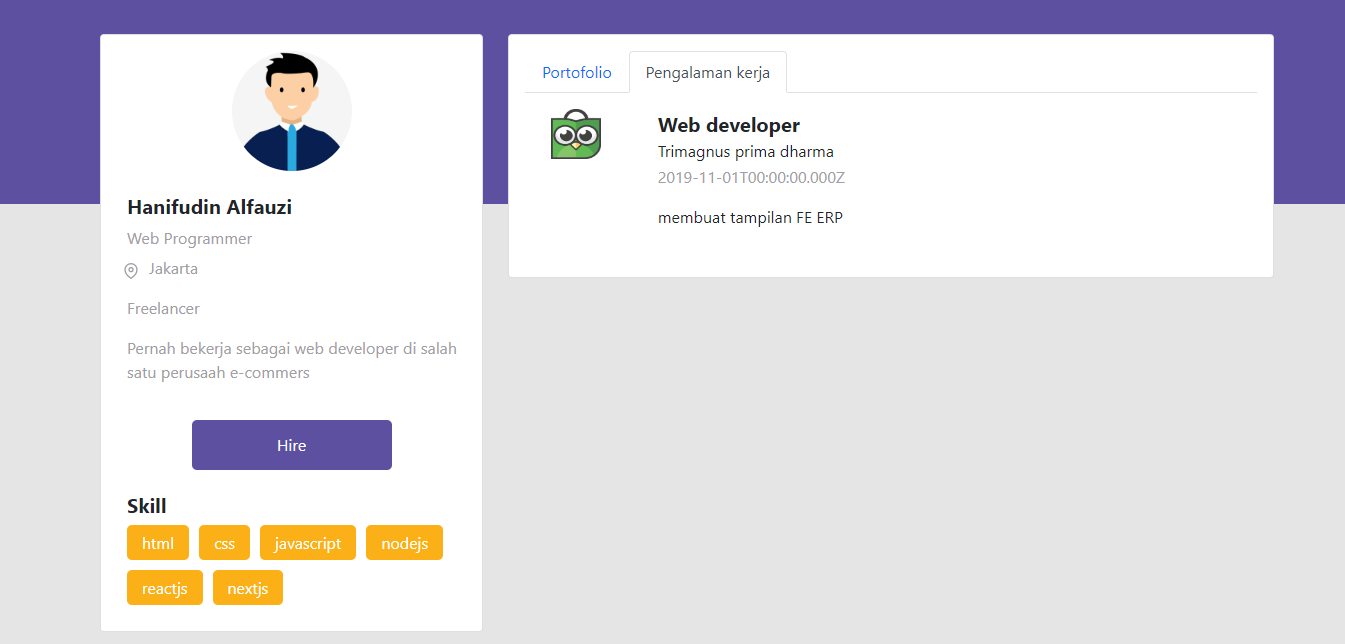 Hanifudin Alfauzi
Web Programmer
Jakarta
Freelancer
Pernah bekerja sebagai web developer di salah
satu perusaah e-commers
Hire
Skill
html css javascript nodejs
reactjs nextjs
Portofolio Pengalaman kerja
Web developer
Trimagnus prima dharma
2019-11-01T00:00:00.000Z
membuat tampilan FE ERP